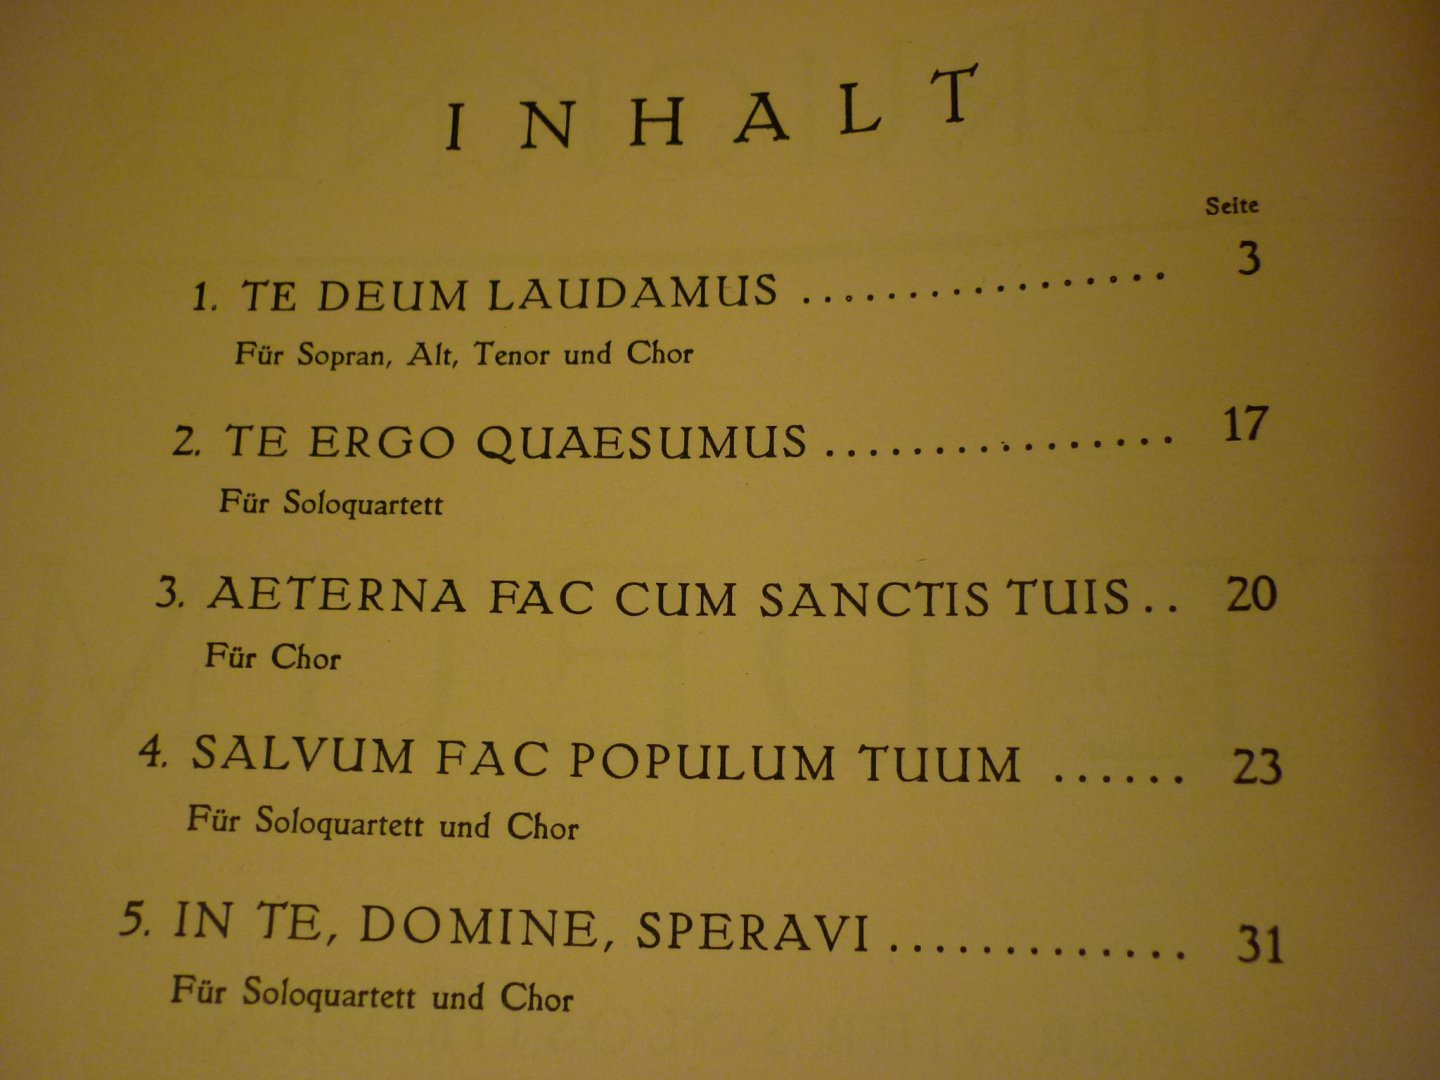 INHALT
Seite
1. TE DEUM LAUDAMUS ................. 3
Für Sopran, Alt, Tenor und Chor
2. TE ERGO QUAESUMUS ................ 17
Für Soloquartett
3. AETERNA FAC CUM SANCTIS TUIS .. 20
Für Chor
4. SALVUM FAC POPULUM TUUM ...... 23
Für Soloquartett und Chor
5. IN TE, DOMINE, SPERAVI ............. 31
Für Soloquartett und Chor